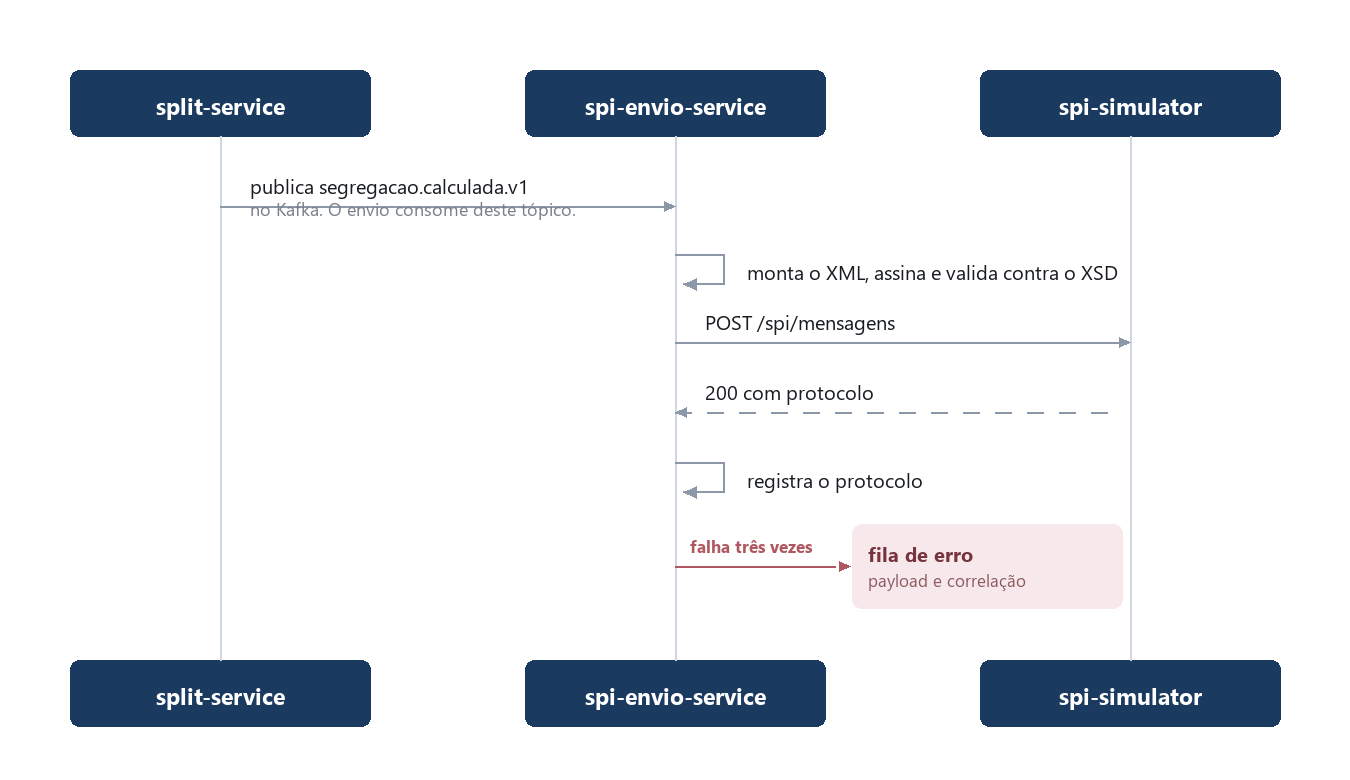 split-service
spi-envio-service
spi-simulator
publica segregacao.calculada.v1
no Kafka. O envio consome deste tópico.
monta o XML, assina e valida contra o XSD
POST /spi/mensagens
200 com protocolo
registra o protocolo
falha três vezes
fila de erro
payload e correlação
split-service
spi-envio-service
spi-simulator